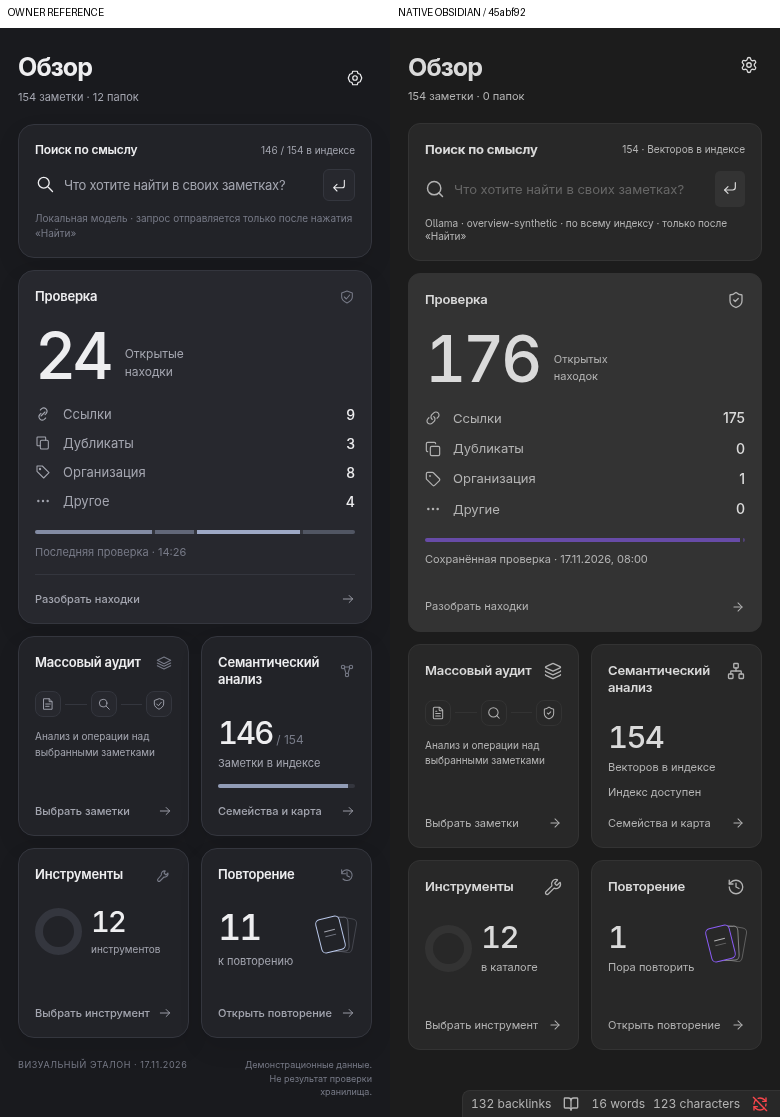 OWNER REFERENCE
Обзор
154 заметки · 12 папок
Поиск по смыслу
146 / 154 в индексе
Что хотите найти в своих заметках?
Локальная модель · запрос отправляется только после нажатия
«Найти»
Проверка
24
Открытые
находки
Ссылки 9
Дубликаты 3
Организация 8
Другое 4
Последняя проверка · 14:26
Разобрать находки
Массовый аудит
Анализ и операции над
выбранными заметками
Выбрать заметки
Семантический
анализ
146 / 154
Заметки в индексе
Семейства и карта
Инструменты
12
инструментов
Выбрать инструмент
Повторение
11
к повторению
Открыть повторение
ВИЗУАЛЬНЫЙ ЭТАЛОН · 17.11.2026
Демонстрационные данные.
Не результат проверки
хранилища.
NATIVE OBSIDIAN / 45abf92
Обзор
154 заметки · 0 папок
Поиск по смыслу
154 · Векторов в индексе
Что хотите найти в своих заметках?
Ollama · overview-synthetic · по всему индексу · только после
«Найти»
Проверка
176
Открытых
находок
Ссылки 175
Дубликаты 0
Организация 1
Другие 0
Сохранённая проверка · 17.11.2026, 08:00
Разобрать находки
Массовый аудит
Анализ и операции над
выбранными заметками
Выбрать заметки
Семантический
анализ
154
Векторов в индексе
Индекс доступен
Семейства и карта
Инструменты
12
в каталоге
Выбрать инструмент
Повторение
1
Пора повторить
Открыть повторение
132 backlinks 16 words 123 characters